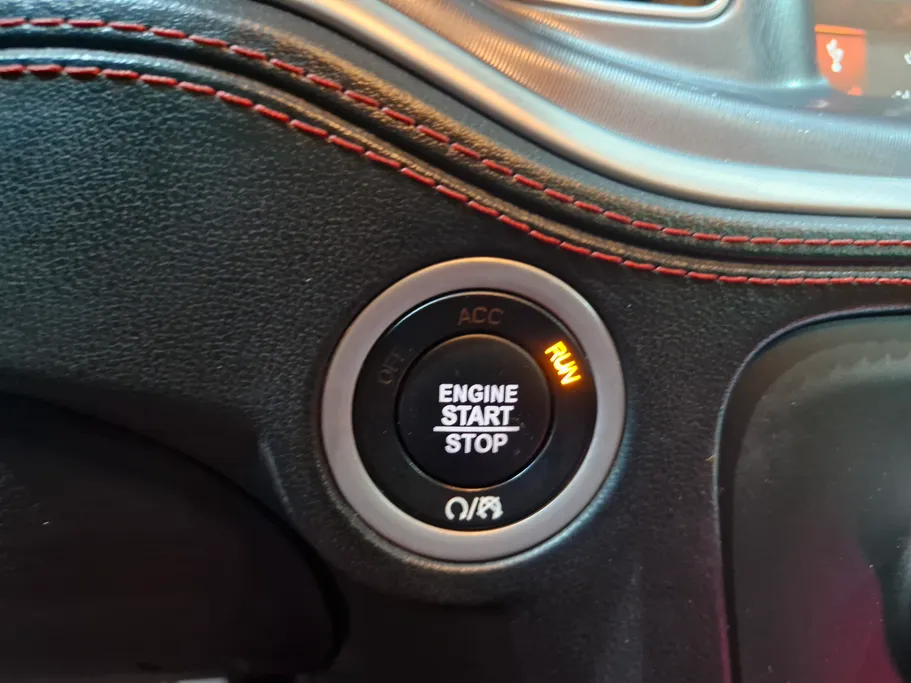 ACC
OFF
RUN
ENGINE
START
STOP